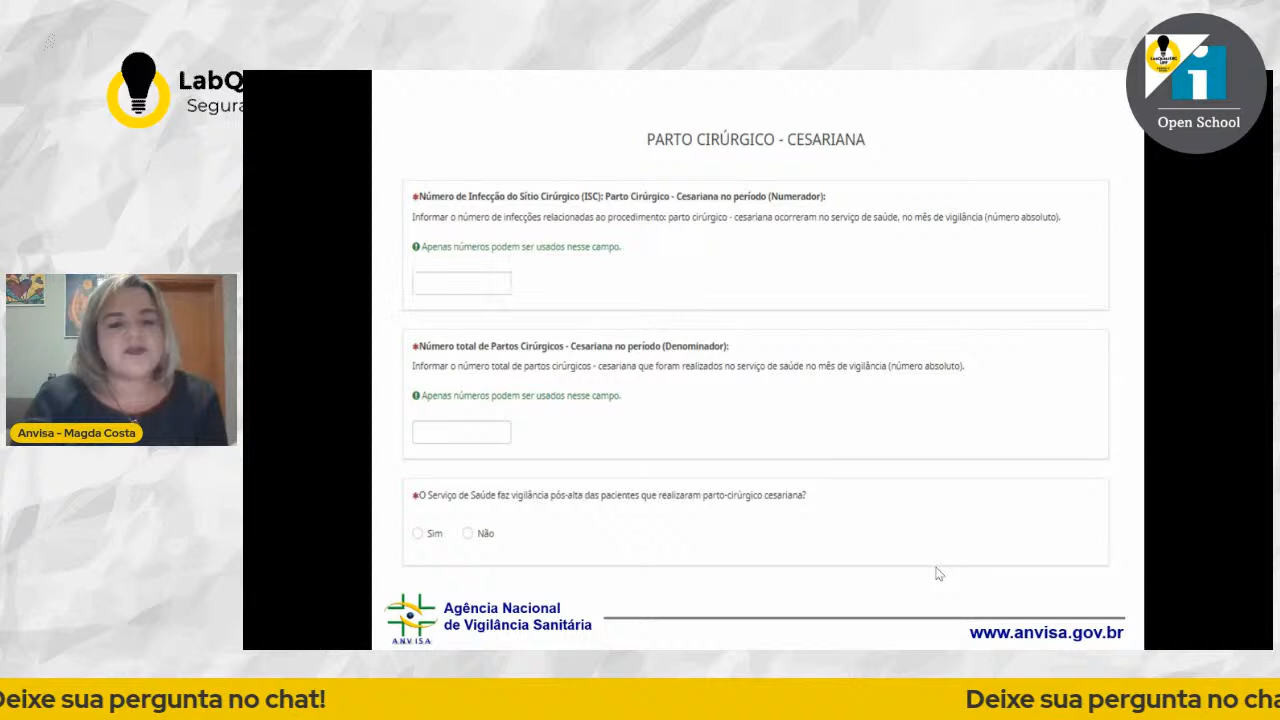 LabQ
Segura
Open School
PARTO CIRÚRGICO - CESARIANA
*Número de Infecção do Sítio Cirúrgico (ISC): Parto Cirúrgico - Cesariana no período (Numerador):
Informar o número de infecções relacionadas ao procedimento: parto cirúrgico - cesariana ocorreram no serviço de saúde, no mês de vigilância (número absoluto).
Apenas números podem ser usados nesse campo.
*Número total de Partos Cirúrgicos - Cesariana no período (Denominador):
Informar o número total de partos cirúrgicos - cesariana que foram realizados no serviço de saúde no mês de vigilância (número absoluto).
Apenas números podem ser usados nesse campo.
*O Serviço de Saúde faz vigilância pós-alta das pacientes que realizaram parto-cirúrgico cesariana?
Sim Não
Anvisa - Magda Costa
ANVISA
Agência Nacional
de Vigilância Sanitária
www.anvisa.gov.br
Deixe sua pergunta no chat! Deixe sua pergunta no cha